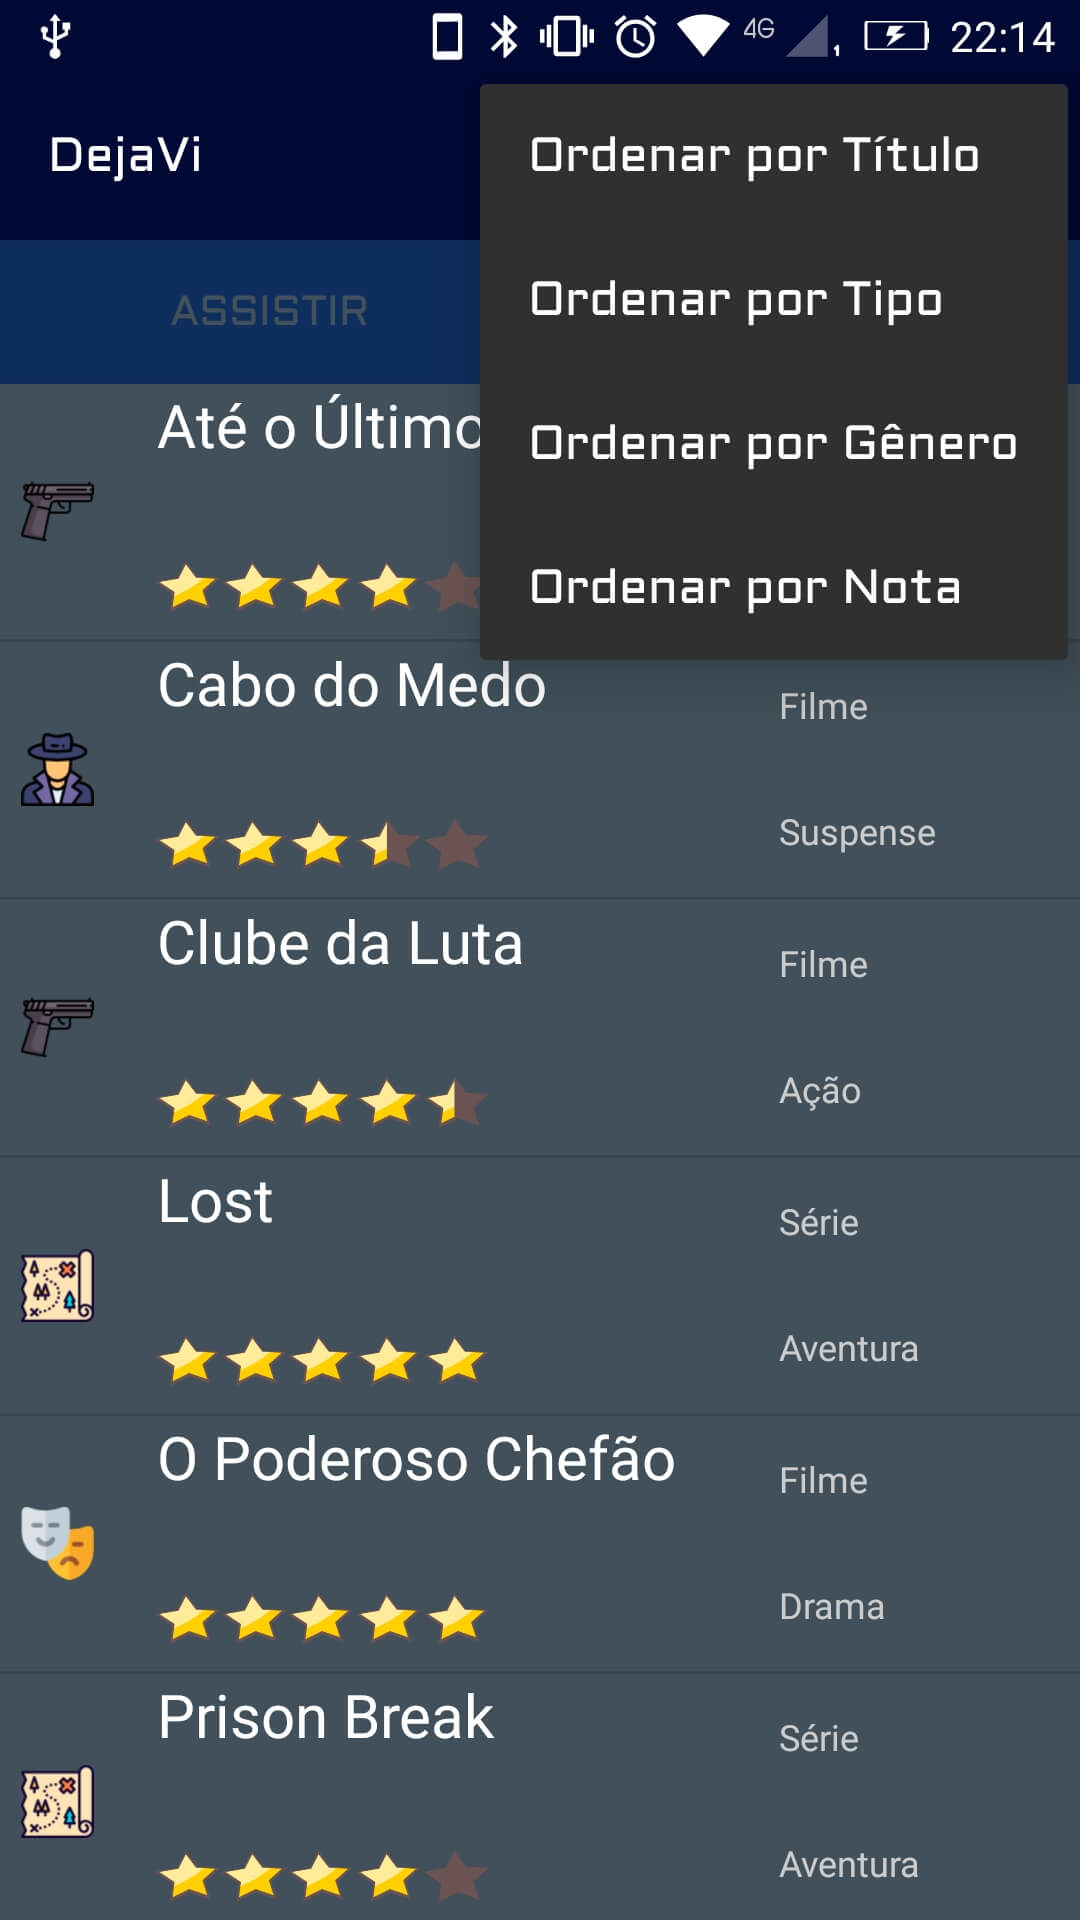 4G 22:14
DejaVi
Ordenar por Título
Ordenar por Tipo
Ordenar por Gênero
Ordenar por Nota
ASSISTIR
Até o Último
Cabo do Medo
Filme
Suspense
Clube da Luta
Filme
Ação
Lost
Série
Aventura
O Poderoso Chefão
Filme
Drama
Prison Break
Série
Aventura